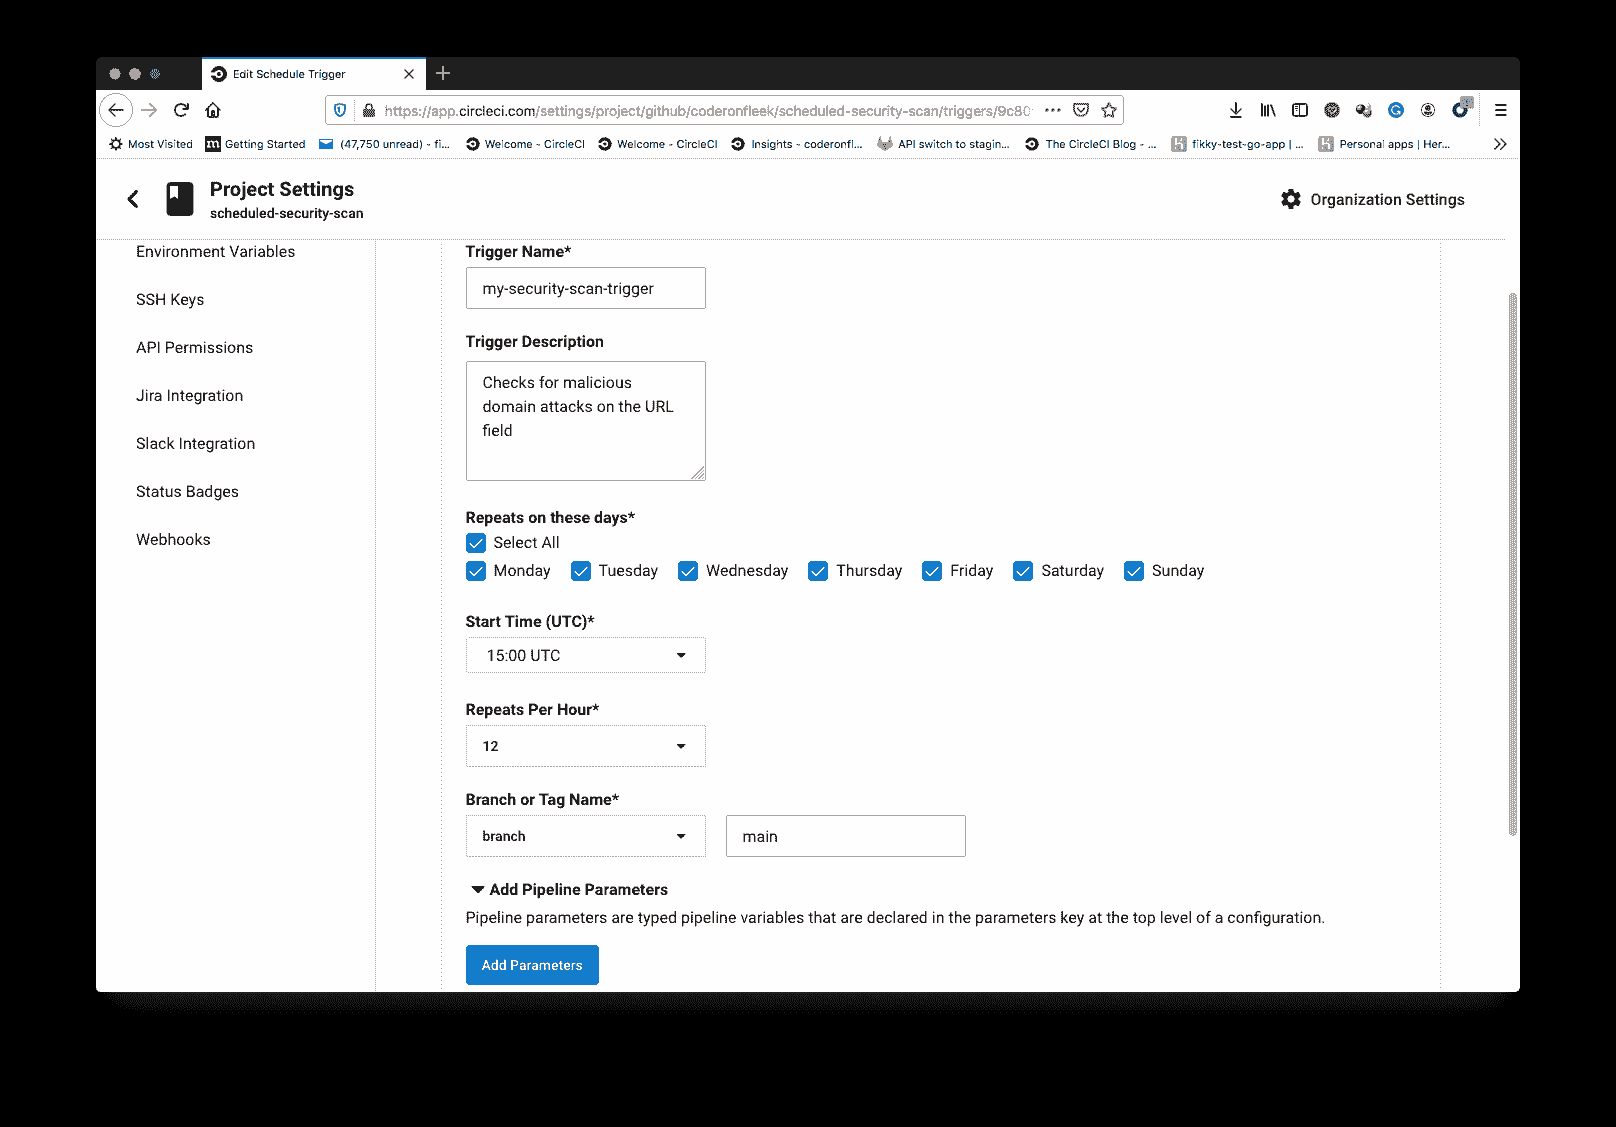 Edit Schedule Trigger
https://app.circleci.com/settings/project/github/coderonfleek/scheduled-security-scan/triggers/9c80
Most Visited
Getting Started
(47,750 unread) - fi...
Welcome - CircleCI
Welcome - CircleCI
Insights - coderonfl...
API switch to stagin...
The CircleCI Blog - ...
fikky-test-go-app | ...
Personal apps | Her...
Project Settings
scheduled-security-scan
Organization Settings
Environment Variables
SSH Keys
API Permissions
Jira Integration
Slack Integration
Status Badges
Webhooks
Trigger Name*
my-security-scan-trigger
Trigger Description
Checks for malicious
domain attacks on the URL
field
Repeats on these days*
Select All
Monday
Tuesday
Wednesday
Thursday
Friday
Saturday
Sunday
Start Time (UTC)*
15:00 UTC
Repeats Per Hour*
12
Branch or Tag Name*
branch
main
Add Pipeline Parameters
Pipeline parameters are typed pipeline variables that are declared in the parameters key at the top level of a configuration.
Add Parameters